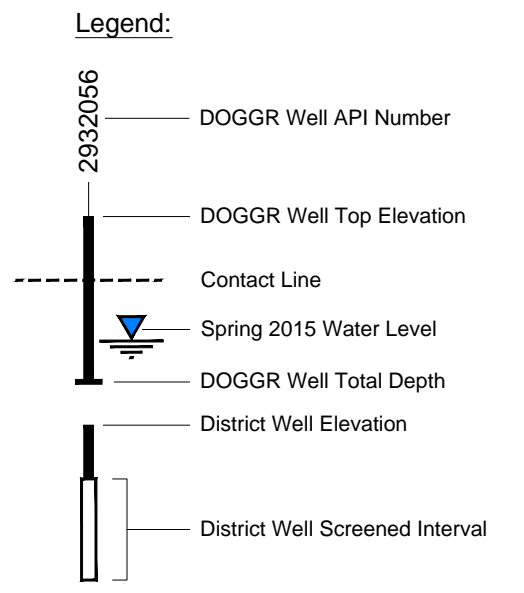 Legend:
2932056
DOGGR Well API Number
DOGGR Well Top Elevation
Contact Line
Spring 2015 Water Level
DOGGR Well Total Depth
District Well Elevation
District Well Screened Interval